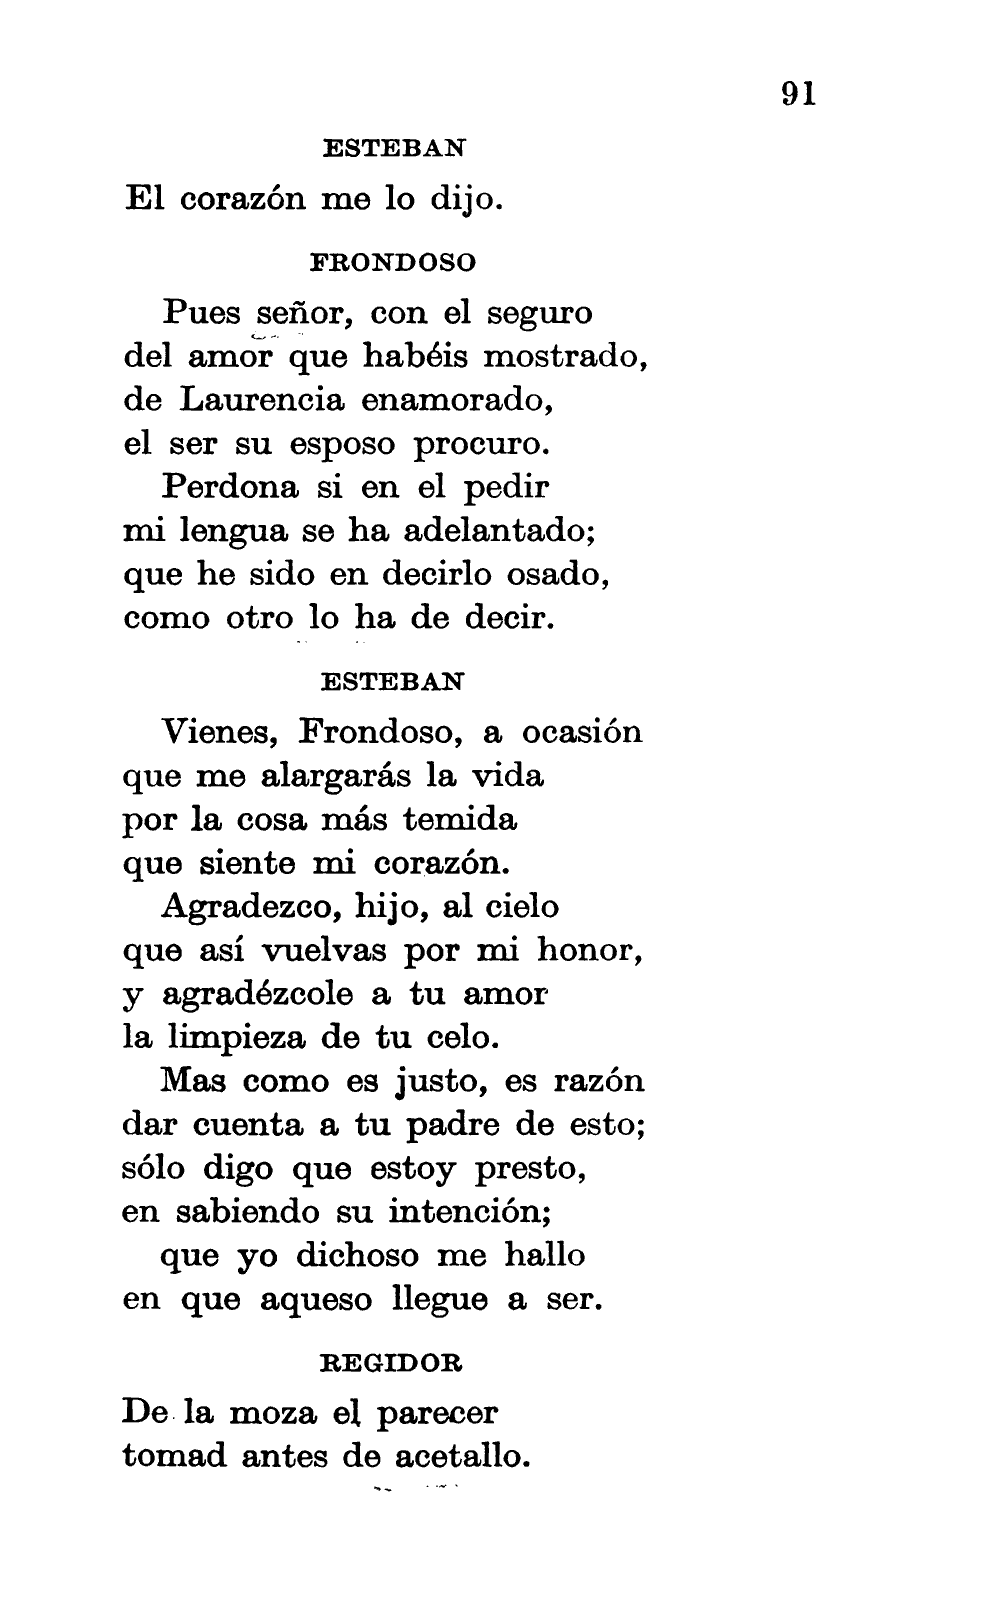 91
ESTEBAN
El corazón me lo dijo.
FRONDOSO
Pues señor, con el seguro
del amor que habéis mostrado,
de Laurencia enamorado,
el ser su esposo procuro.
Perdona si en el pedir
mi lengua se ha adelantado;
que he sido en decirlo osado,
como otro lo ha de decir.
ESTEBAN
Vienes, Frondoso, a ocasión
que me alargarás la vida
por la cosa más temida
que siente mi corazón.
Agradezco, hijo, al cielo
que así vuelvas por mi honor,
y agradézcole a tu amor
la limpieza de tu celo.
Mas como es justo, es razón
dar cuenta a tu padre de esto;
sólo digo que estoy presto,
en sabiendo su intención;
que yo dichoso me hallo
en que aqueso llegue a ser.
REGIDOR
De la moza el parecer
tomad antes de acetallo.